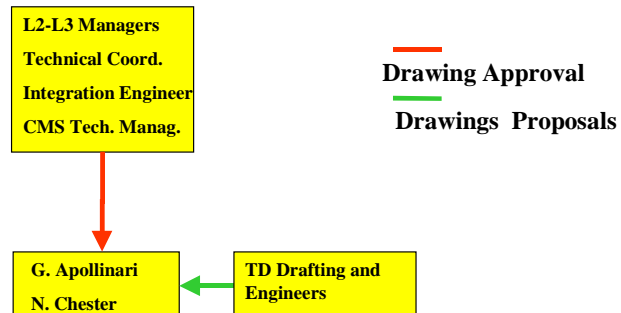 L2-L3 Managers
Technical Coord.
Integration Engineer
CMS Tech. Manag.
Drawing Approval
Drawings Proposals
G. Apollinari
N. Chester
TD Drafting and
Engineers